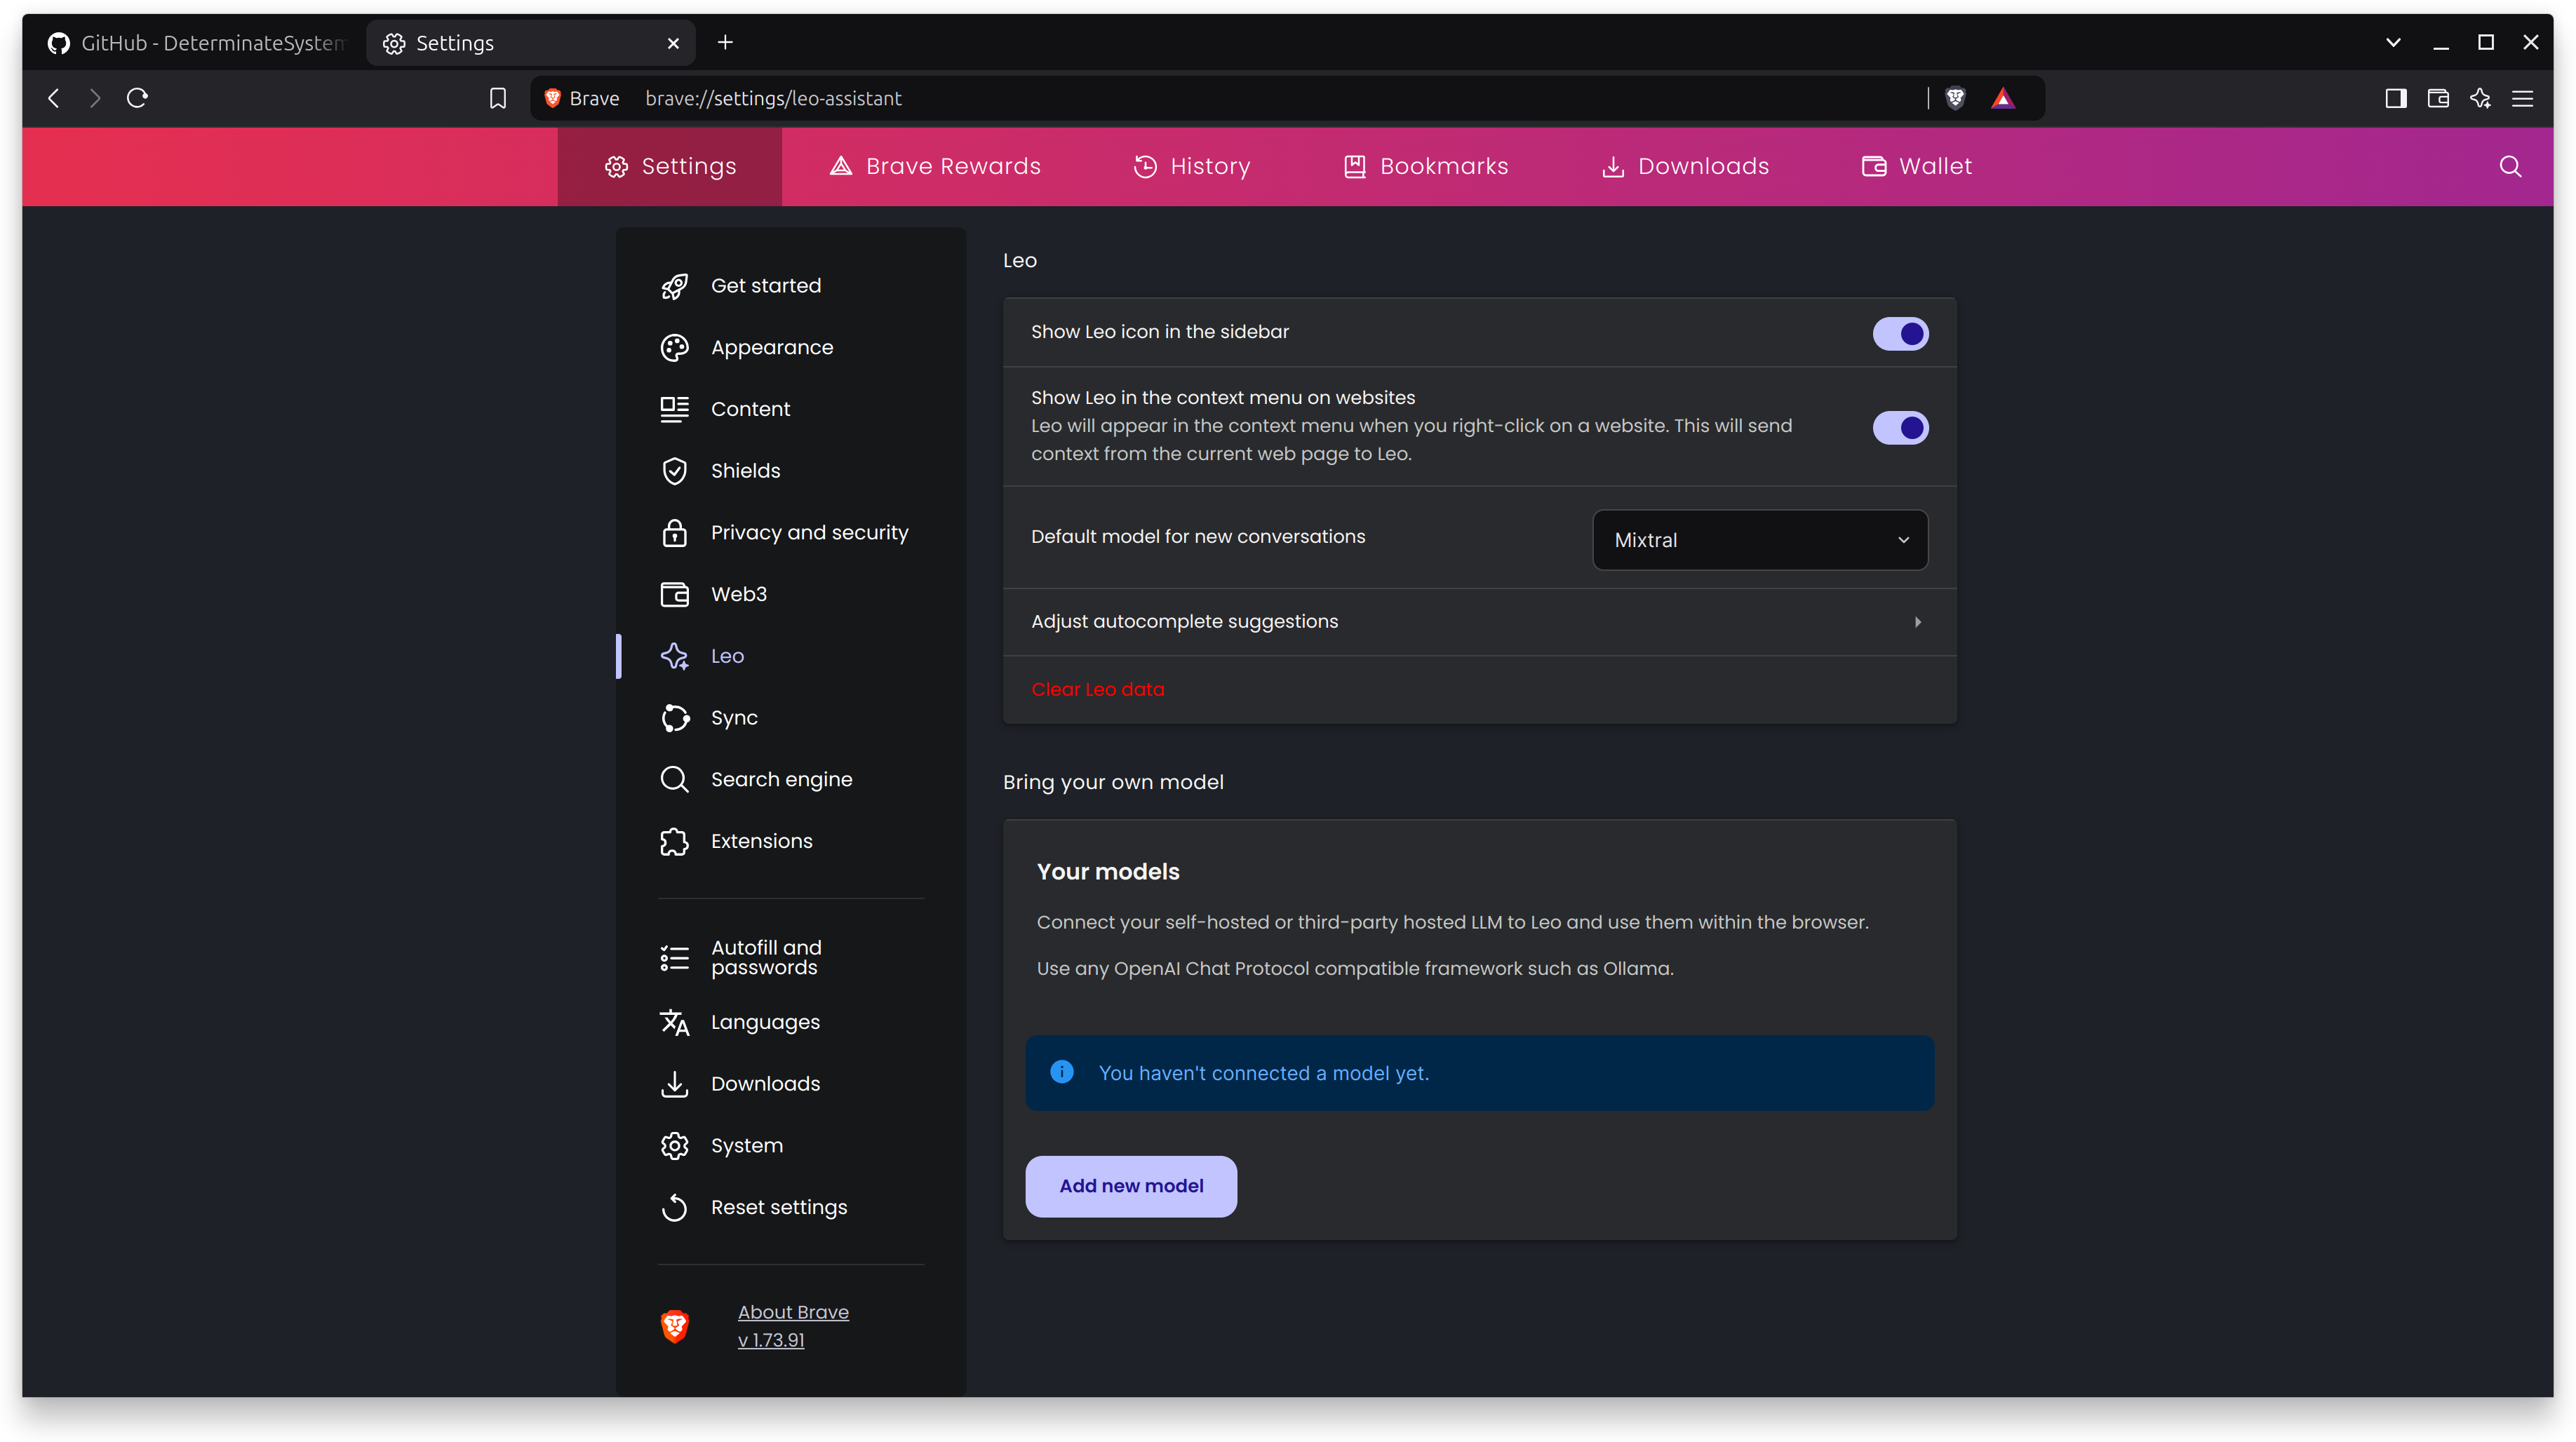 GitHub - DeterminateSystem
Settings
Brave
brave://settings/leo-assistant
Settings
Brave Rewards
History
Bookmarks
Downloads
Wallet
Get started
Appearance
Content
Shields
Privacy and security
Web3
Leo
Sync
Search engine
Extensions
Autofill and
passwords
Languages
Downloads
System
Reset settings
About Brave
v 1.73.91
Leo
Show Leo icon in the sidebar
Show Leo in the context menu on websites
Leo will appear in the context menu when you right-click on a website. This will send
context from the current web page to Leo.
Default model for new conversations
Mixtral
Adjust autocomplete suggestions
Clear Leo data
Bring your own model
Your models
Connect your self-hosted or third-party hosted LLM to Leo and use them within the browser.
Use any OpenAI Chat Protocol compatible framework such as Ollama.
You haven't connected a model yet.
Add new model